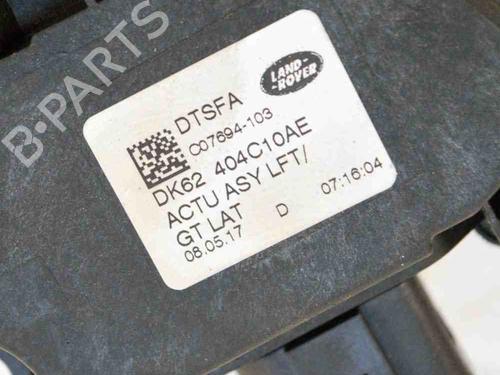 B-PARTS
LAND-
ROVER
DTSFA
C07694-103
DK62 404C10AE
ACTU ASY LFT/
GT LAT
08.05.17 D 07:16:04